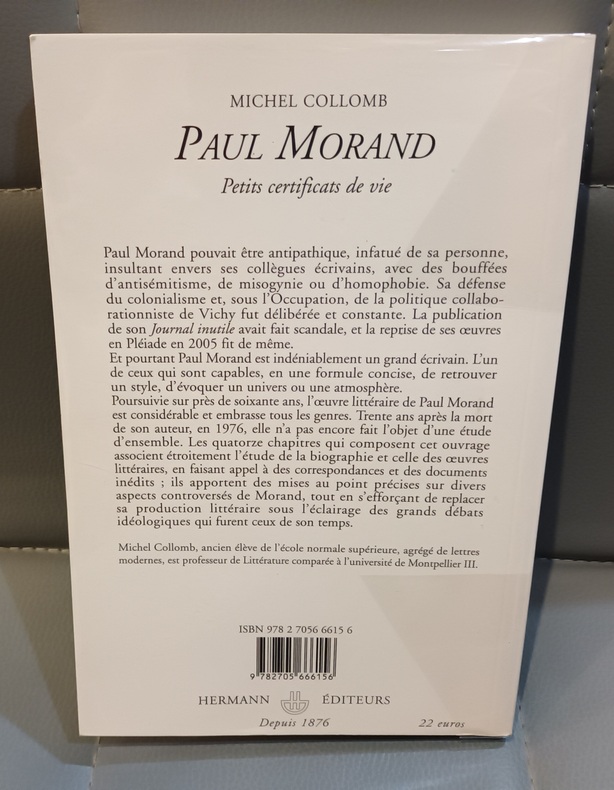 MICHEL COLLOMB
PAUL MORAND
Petits certificats de vie
Paul Morand pouvait être antipathique, infatué de sa personne,
insultant envers ses collègues écrivains, avec des bouffées
d'antisémitisme, de misogynie ou d'homophobie. Sa défense
du colonialisme et, sous l'Occupation, de la politique collabo-
rationniste de Vichy fut délibérée et constante. La publication
de son Journal inutile avait fait scandale, et la reprise de ses œuvres
en Pléiade en 2005 fit de même.
Et pourtant Paul Morand est indéniablement un grand écrivain. L'un
de ceux qui sont capables, en une formule concise, de retrouver
un style, d'évoquer un univers ou une atmosphère.
Poursuivie sur près de soixante ans, l'œuvre littéraire de Paul Morand
est considérable et embrasse tous les genres. Trente ans après la mort
de son auteur, en 1976, elle n'a pas encore fait l'objet d'une étude
d'ensemble. Les quatorze chapitres qui composent cet ouvrage
associent étroitement l'étude de la biographie et celle des œuvres
littéraires, en faisant appel à des correspondances et des documents
inédits ; ils apportent des mises au point précises sur divers
aspects controversés de Morand, tout en s'efforçant de replacer
sa production littéraire sous l'éclairage des grands débats
idéologiques qui furent ceux de son temps.
Michel Collomb, ancien élève de l'école normale supérieure, agrégé de lettres
modernes, est professeur de Littérature comparée à l'université de Montpellier III.
ISBN 978 2 7056 6615 6
9 782705 666156
HERMANN ÉDITEURS
Depuis 1876
22 euros